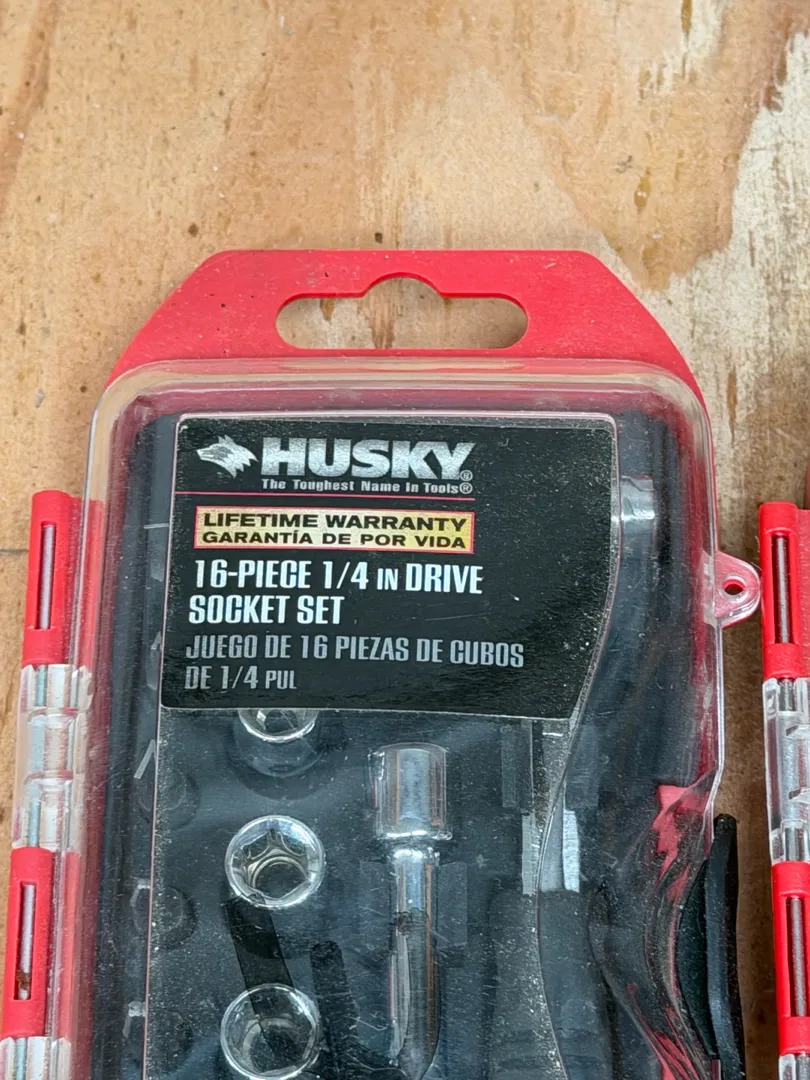 HUSKY®
The Toughest Name In Tools®
LIFETIME WARRANTY
GARANTÍA DE POR VIDA
16-PIECE 1/4 IN DRIVE
SOCKET SET
JUEGO DE 16 PIEZAS DE CUBOS
DE 1/4 PUL